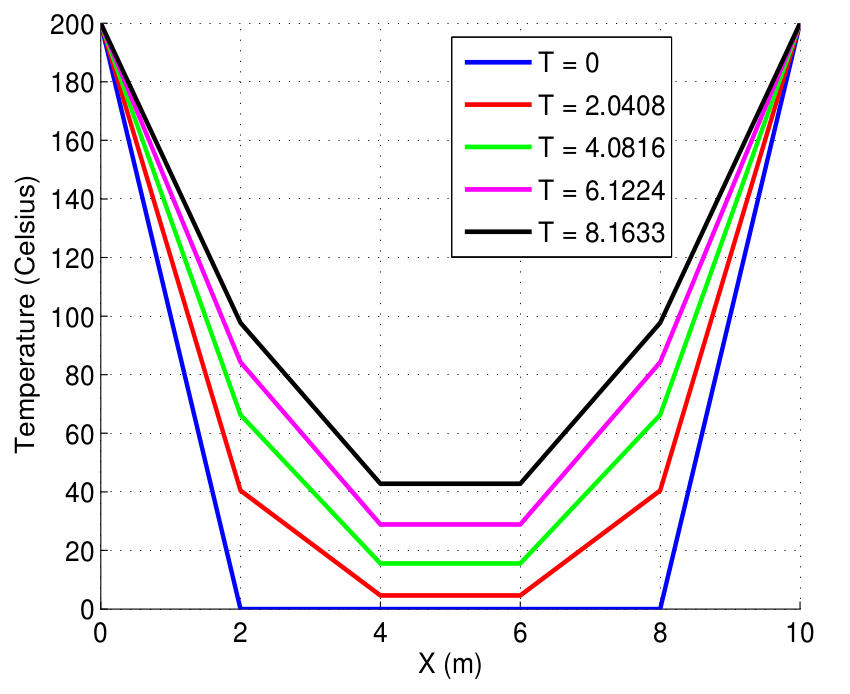 200
180
160
140
120
100
80
60
40
20
0
Temperature (Celsius)
T = 0
T = 2.0408
T = 4.0816
T = 6.1224
T = 8.1633
0 2 4 6 8 10
X (m)